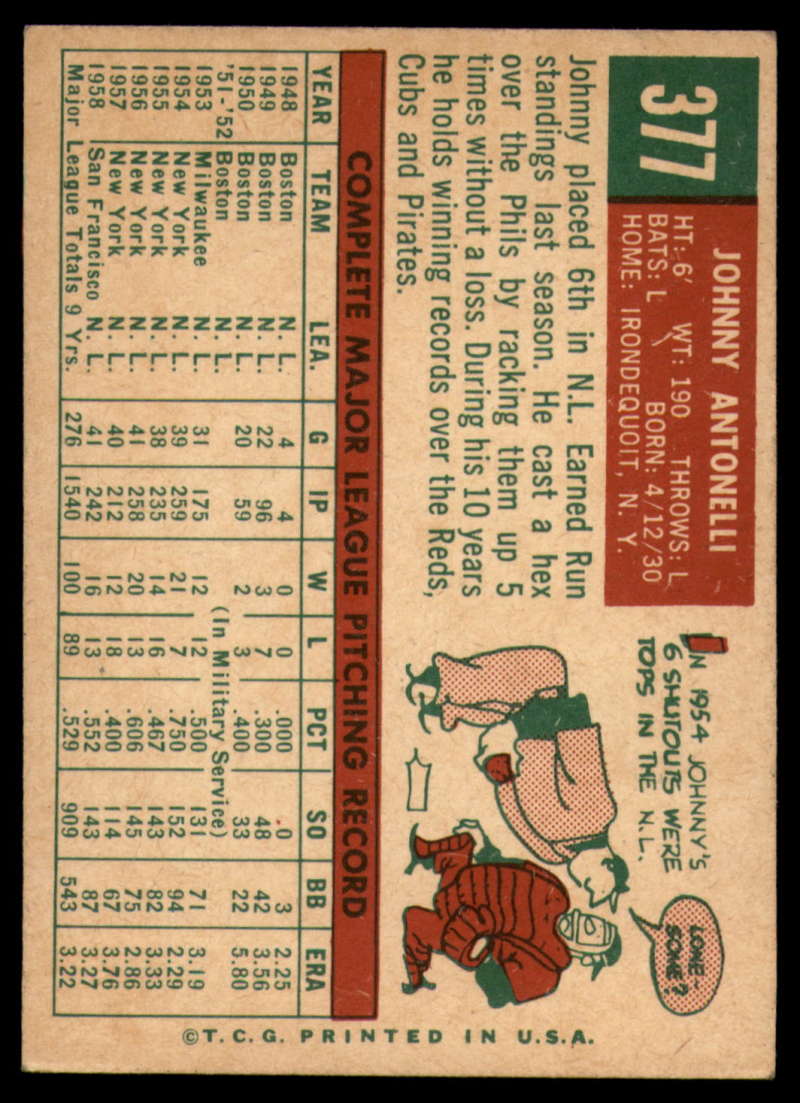 377
JOHNNY ANTONELLI
HT: 6' WT: 190 THROWS: L
BATS: L BORN: 4/12/30
HOME: IRONDEQUOIT, N. Y.
Johnny placed 6th in N.L. Earned Run
standings last season. He cast a hex
over the Phils by racking them up 5
times without a loss. During his 10 years
he holds winning records over the Reds,
Cubs and Pirates.
IN 1954 JOHNNY'S
6 SHUTOUTS WERE
TOPS IN THE N.L.
LONE-
SOME?
COMPLETE MAJOR LEAGUE PITCHING RECORD
YEAR TEAM LEA. G IP W L PCT SO BB ERA
1948 Boston N. L. 4 4 0 0 .000 0 3 2.25
1949 Boston N. L. 22 96 3 7 .300 48 42 3.56
1950 Boston N. L. 20 59 2 3 .400 33 22 5.80
'51-'52 Boston N. L. (In Military Service)
1953 Milwaukee N. L. 31 175 12 12 .500 131 71 3.19
1954 New York N. L. 39 259 21 7 .750 152 94 2.29
1955 New York N. L. 38 235 14 16 .467 143 82 3.33
1956 New York N. L. 41 258 20 13 .606 145 75 2.86
1957 New York N. L. 40 212 12 18 .400 114 67 3.76
1958 San Francisco N. L. 41 242 16 13 .552 143 87 3.27
Major League Totals 9 Yrs. 276 1540 100 89 .529 909 543 3.22
©T.C.G. PRINTED IN U.S.A.